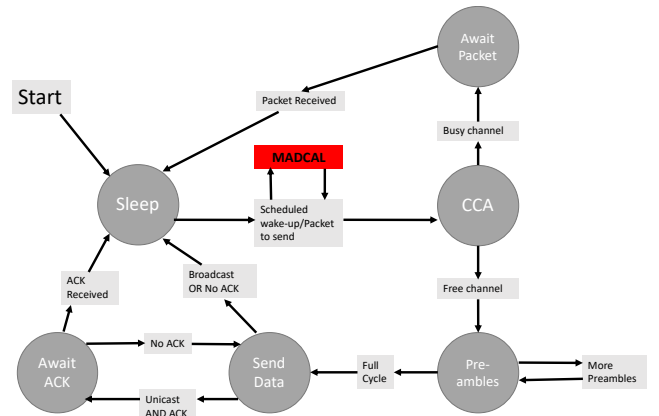 Await
Packet
Start
Packet Received
Busy channel
MADCAL
Sleep
Scheduled
wake-up/Packet
to send
CCA
ACK
Received
Broadcast
OR No ACK
Free channel
Await
ACK
No ACK
Send
Data
Full
Cycle
Pre-
ambles
More
Preambles
Unicast
AND ACK